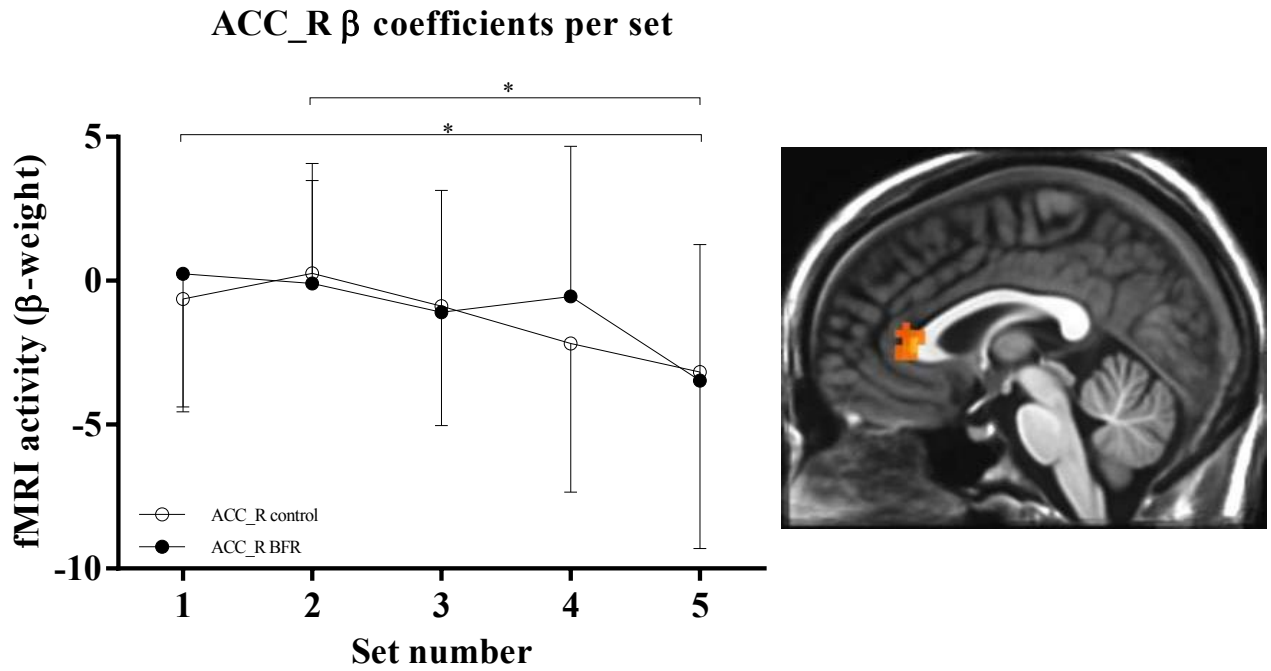 ACC_R β coefficients per set
*
*
fMRI activity (β-weight)
5
0
-5
-10
ACC_R control
ACC_R BFR
1 2 3 4 5
Set number